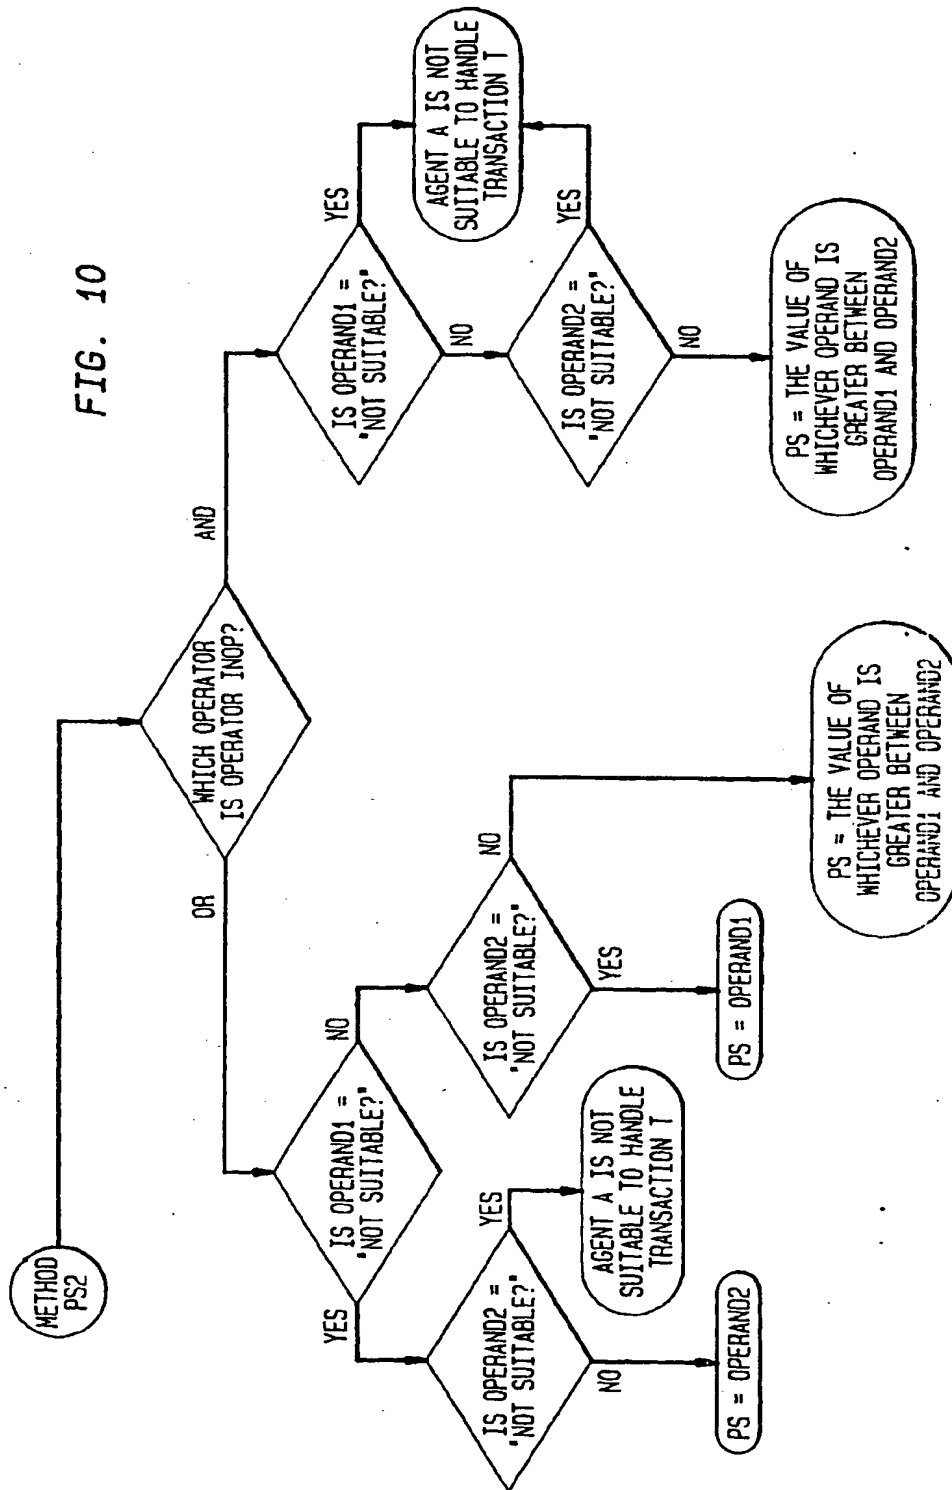 FIG. 10
METHOD
PS2
WHICH OPERATOR
IS OPERATOR INOP?
OR
AND
IS OPERAND1 =
"NOT SUITABLE?"
YES
NO
IS OPERAND2 =
"NOT SUITABLE?"
YES
NO
AGENT A IS NOT
SUITABLE TO HANDLE
TRANSACTION T
PS = OPERAND2
IS OPERAND2 =
"NOT SUITABLE?"
YES
NO
PS = OPERAND1
PS = THE VALUE OF
WHICHEVER OPERAND IS
GREATER BETWEEN
OPERAND1 AND OPERAND2
IS OPERAND1 =
"NOT SUITABLE?"
YES
NO
AGENT A IS NOT
SUITABLE TO HANDLE
TRANSACTION T
IS OPERAND2 =
"NOT SUITABLE?"
YES
NO
PS = THE VALUE OF
WHICHEVER OPERAND IS
GREATER BETWEEN
OPERAND1 AND OPERAND2